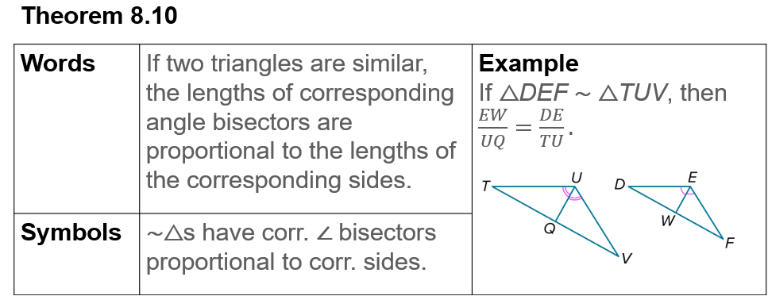 Theorem 8.10
Words
If two triangles are similar,
the lengths of corresponding
angle bisectors are
proportional to the lengths of
the corresponding sides.
Example
If △DEF ~ △TUV, then
EW/UQ = DE/TU.
T U D E
Q W
V F
Symbols
~△s have corr. ∠ bisectors
proportional to corr. sides.